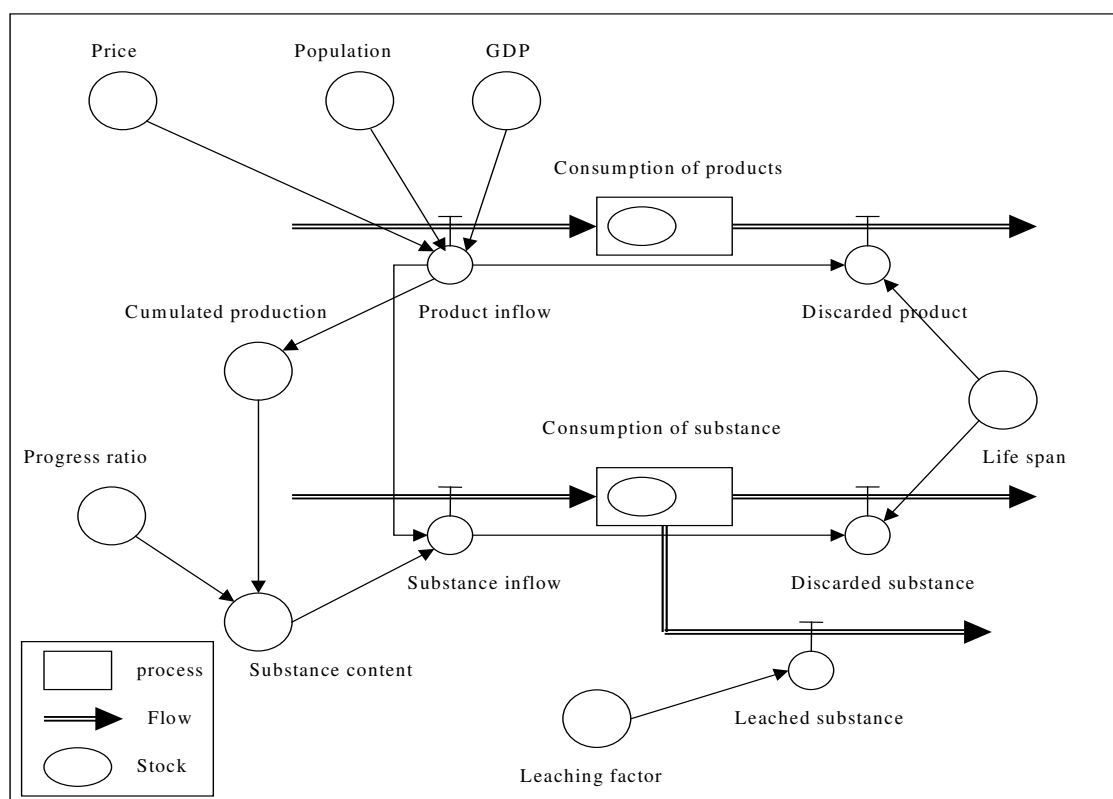 Price
Population
GDP
Consumption of products
Cumulated production
Product inflow
Discarded product
Consumption of substance
Progress ratio
Life span
Substance inflow
Discarded substance
Substance content
process
Flow
Leached substance
Stock
Leaching factor